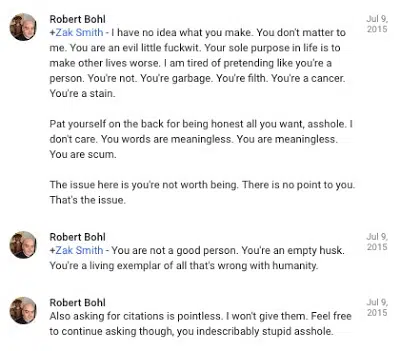 Robert Bohl
Jul 9,
2015
+Zak Smith - I have no idea what you make. You don't matter to
me. You are an evil little fuckwit. Your sole purpose in life is to
make other lives worse. I am tired of pretending like you're a
person. You're not. You're garbage. You're filth. You're a cancer.
You're a stain.
Pat yourself on the back for being honest all you want, asshole. I
don't care. You words are meaningless. You are meaningless.
You are scum.
The issue here is you're not worth being. There is no point to you.
That's the issue.
Robert Bohl
Jul 9,
2015
+Zak Smith - You are not a good person. You're an empty husk.
You're a living exemplar of all that's wrong with humanity.
Robert Bohl
Jul 9,
2015
Also asking for citations is pointless. I won't give them. Feel free
to continue asking though, you indescribably stupid asshole.